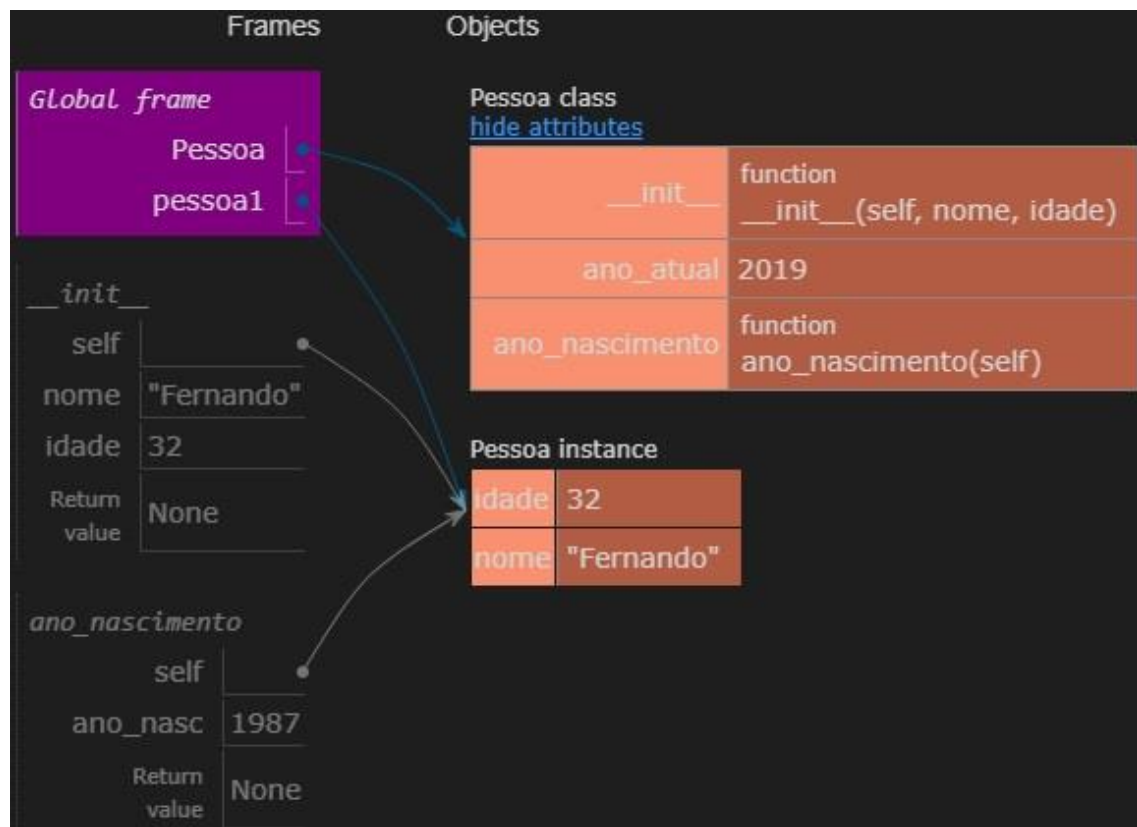 Frames Objects
Global frame
Pessoa
pessoa1
__init__
self
nome "Fernando"
idade 32
Return
value None
ano_nascimento
self
ano_nasc 1987
Return
value None
Pessoa class
hide attributes
__init__ function
__init__(self, nome, idade)
ano_atual 2019
ano_nascimento function
ano_nascimento(self)
Pessoa instance
idade 32
nome "Fernando"